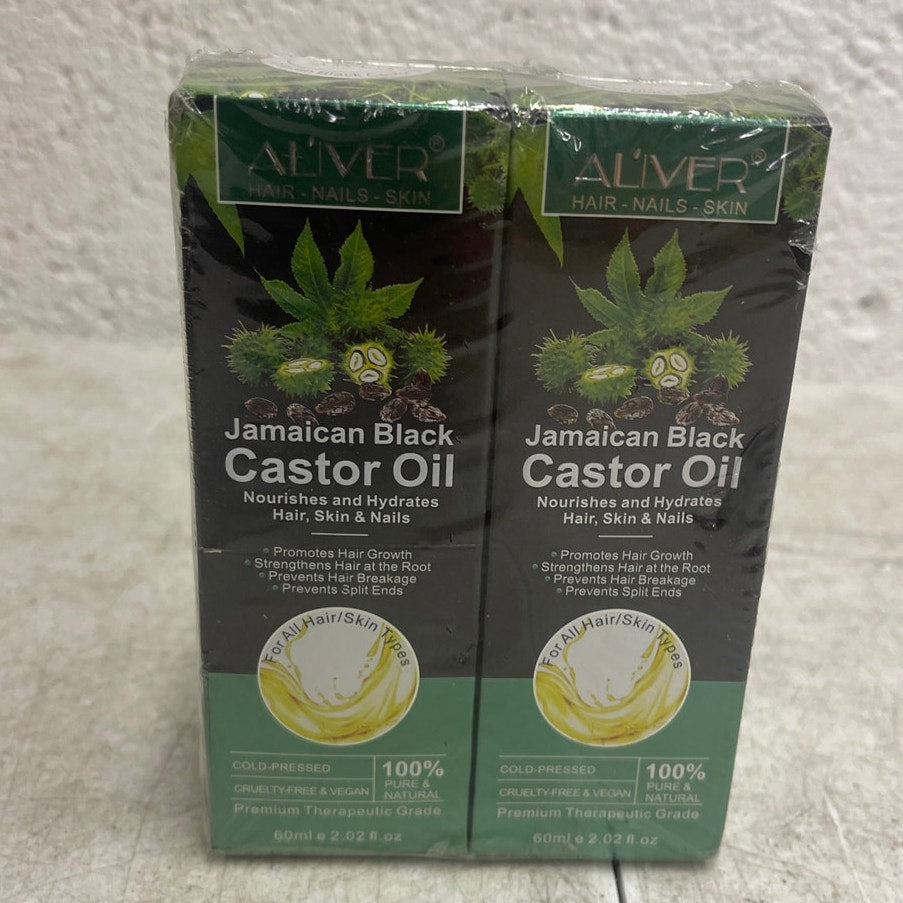 Black C
ALIVER®
HAIR - NAILS - SKIN
Jamaican Black
Castor Oil
Nourishes and Hydrates
Hair, Skin & Nails
• Promotes Hair Growth
• Strengthens Hair at the Root
• Prevents Hair Breakage
• Prevents Split Ends
For All Hair/Skin Types
COLD-PRESSED
CRUELTY-FREE & VEGAN
100%
PURE &
NATURAL
Premium Therapeutic Grade
60ml e 2.02 fl.oz
ALIVER®
HAIR - NAILS - SKIN
Jamaican Black
Castor Oil
Nourishes and Hydrates
Hair, Skin & Nails
• Promotes Hair Growth
• Strengthens Hair at the Root
• Prevents Hair Breakage
• Prevents Split Ends
For All Hair/Skin Types
COLD-PRESSED
CRUELTY-FREE & VEGAN
100%
PURE &
NATURAL
Premium Therapeutic Grade
60ml e 2.02 fl.oz